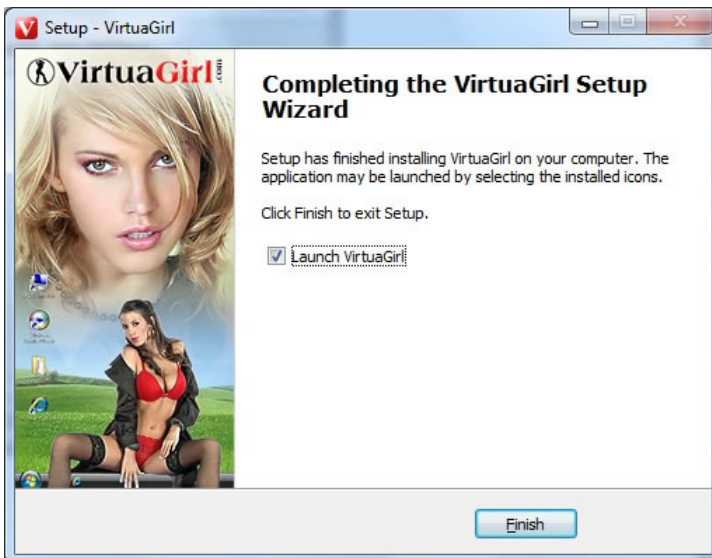 Setup - VirtuaGirl
VirtuaGirl.com
Completing the VirtuaGirl Setup
Wizard
Setup has finished installing VirtuaGirl on your computer. The
application may be launched by selecting the installed icons.
Click Finish to exit Setup.
Launch VirtuaGirl
Finish